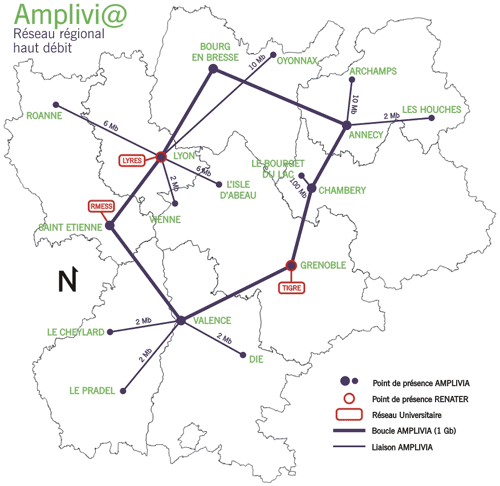 Amplivi@
Réseau régional
haut débit
BOURG
EN BRESSE
OYONNAX
10 Mb
ARCHAMPS
10 Mb
LES HOUCHES
2 Mb
ANNECY
ROANNE
6 Mb
LYRES
LYON
6 Mb
L'ISLE
D'ABEAU
2 Mb
VIENNE
LE BOURGET
DU LAC
100 Mb
CHAMBERY
RMESS
SAINT ETIENNE
GRENOBLE
TIGRE
N
VALENCE
LE CHEYLARD
2 Mb
2 Mb
DIE
2 Mb
LE PRADEL
Point de présence AMPLIVIA
Point de présence RENATER
Réseau Universitaire
Boucle AMPLIVIA (1 Gb)
Liaison AMPLIVIA